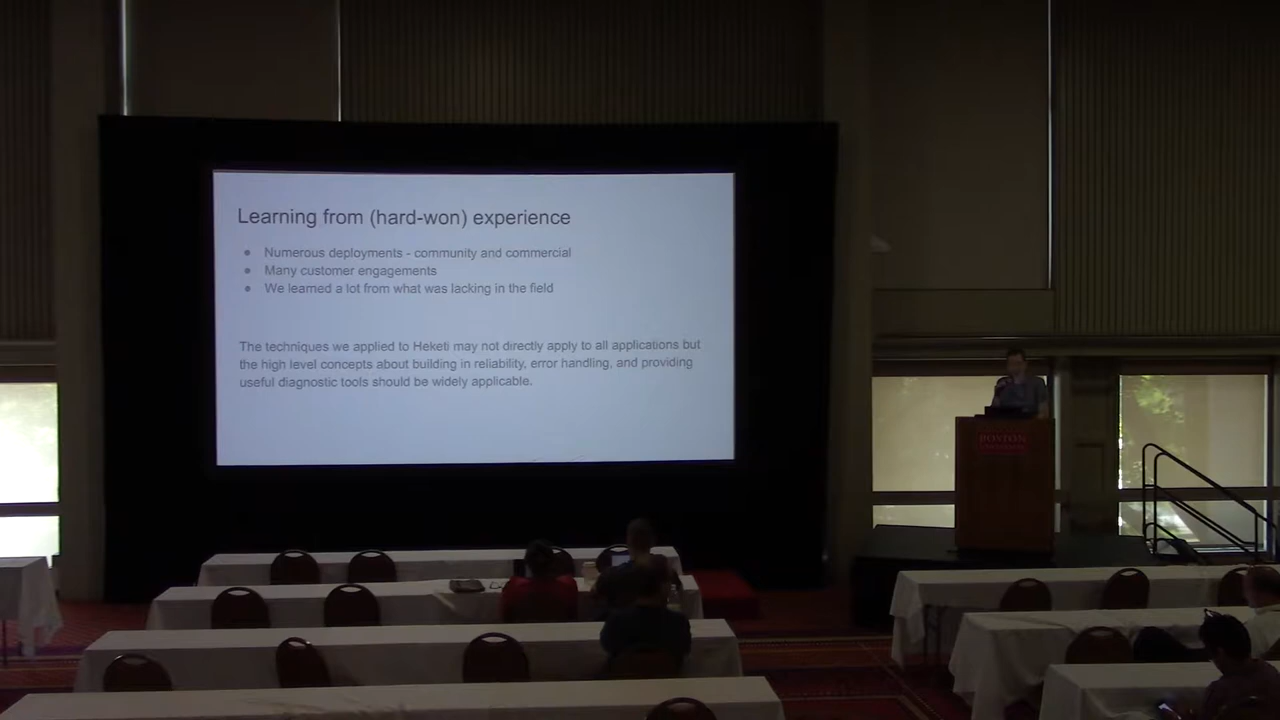 Learning from (hard-won) experience
● Numerous deployments - community and commercial
● Many customer engagements
● We learned a lot from what was lacking in the field
The techniques we applied to Heketi may not directly apply to all applications but
the high level concepts about building in reliability, error handling, and providing
useful diagnostic tools should be widely applicable.
BOSTON